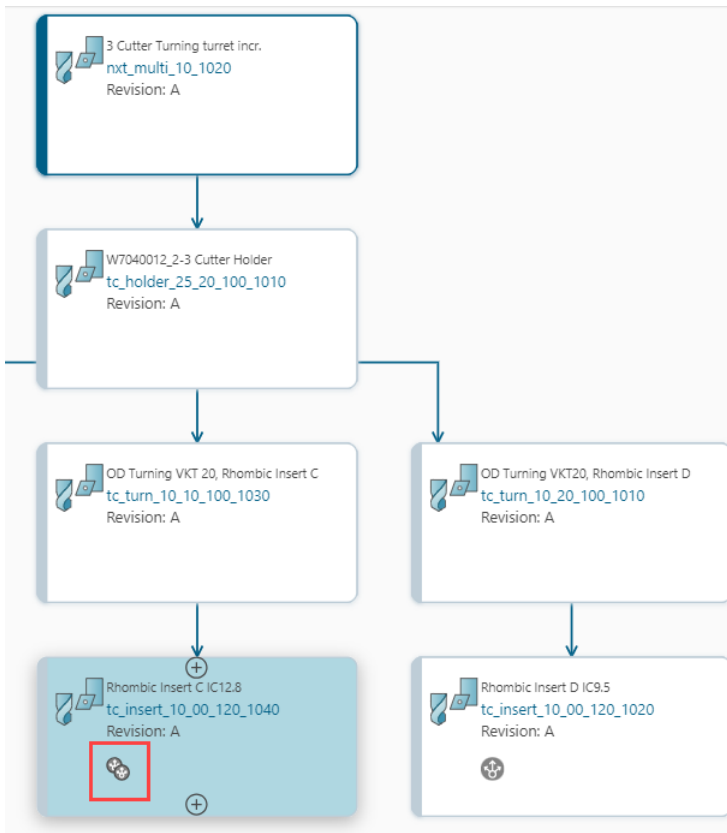 3 Cutter Turning turret incr.
nxt_multi_10_1020
Revision: A
W7040012_2-3 Cutter Holder
tc_holder_25_20_100_1010
Revision: A
OD Turning VKT 20, Rhombic Insert C
tc_turn_10_10_100_1030
Revision: A
OD Turning VKT20, Rhombic Insert D
tc_turn_10_20_100_1010
Revision: A
Rhombic Insert C IC12.8
tc_insert_10_00_120_1040
Revision: A
Rhombic Insert D IC9.5
tc_insert_10_00_120_1020
Revision: A